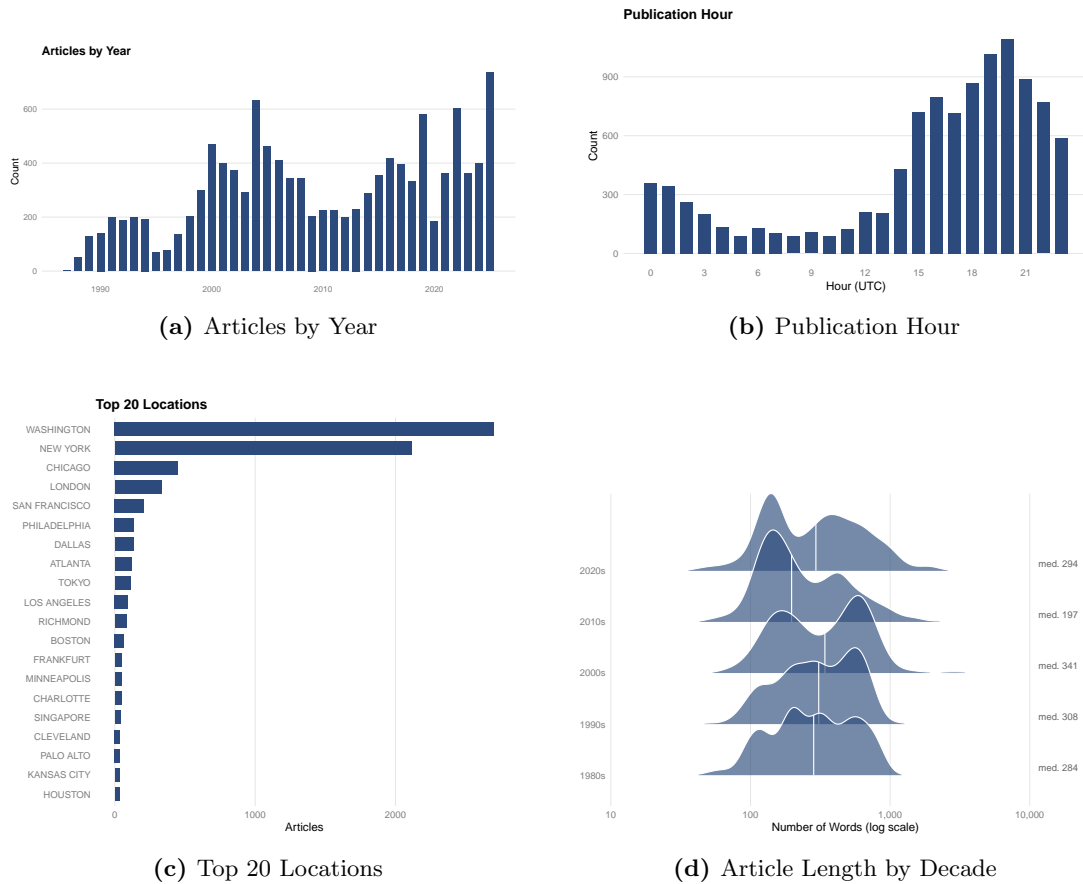 Articles by Year
Count
600
400
200
0
1990
2000
2010
2020
(a) Articles by Year
Publication Hour
Count
900
600
300
0
0
3
6
9
12
15
18
21
Hour (UTC)
(b) Publication Hour
Top 20 Locations
WASHINGTON
NEW YORK
CHICAGO
LONDON
SAN FRANCISCO
PHILADELPHIA
DALLAS
ATLANTA
TOKYO
LOS ANGELES
RICHMOND
BOSTON
FRANKFURT
MINNEAPOLIS
CHARLOTTE
SINGAPORE
CLEVELAND
PALO ALTO
KANSAS CITY
HOUSTON
0
1000
2000
Articles
(c) Top 20 Locations
2020s
med. 294
2010s
med. 197
2000s
med. 341
1990s
med. 308
1980s
med. 284
10
100
1,000
10,000
Number of Words (log scale)
(d) Article Length by Decade